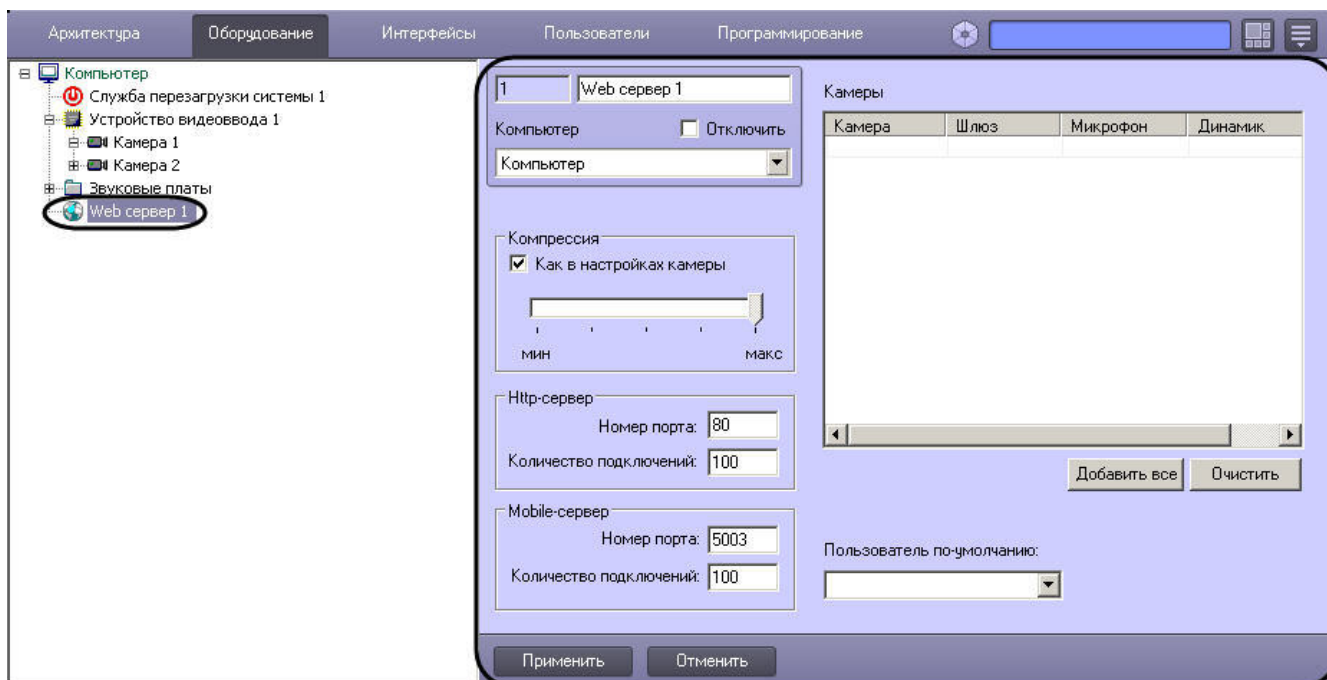 Архитектура Оборудование Интерфейсы Пользователи Программирование
Компьютер
Служба перезагрузки системы 1
Устройство видеоввода 1
Камера 1
Камера 2
Звуковые платы
Web сервер 1
1 Web сервер 1
Компьютер Отключить
Компьютер
Компрессия
Как в настройках камеры
мин макс
Http-сервер
Номер порта: 80
Количество подключений: 100
Mobile-сервер
Номер порта: 5003
Количество подключений: 100
Камеры
Камера Шлюз Микрофон Динамик
Добавить все Очистить
Пользователь по-умолчанию:
Применить Отменить